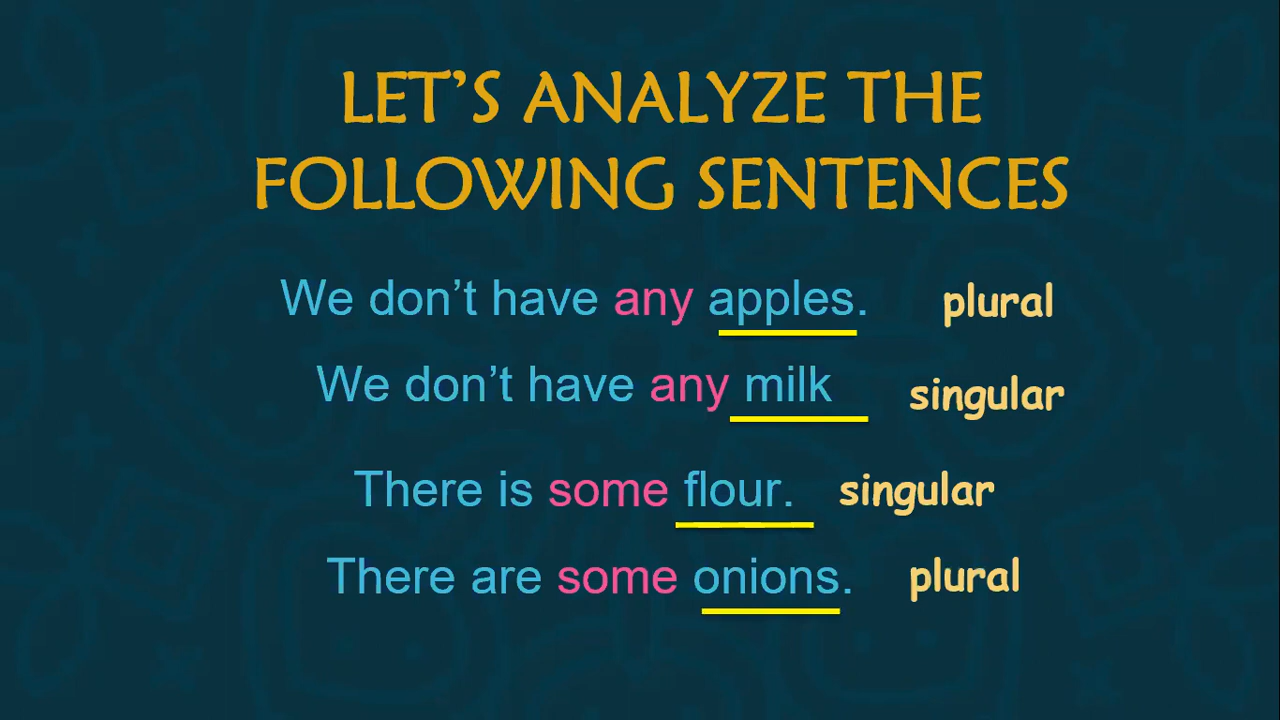 LET'S ANALYZE THE
FOLLOWING SENTENCES
We don't have any apples. plural
We don't have any milk singular
There is some flour. singular
There are some onions. plural